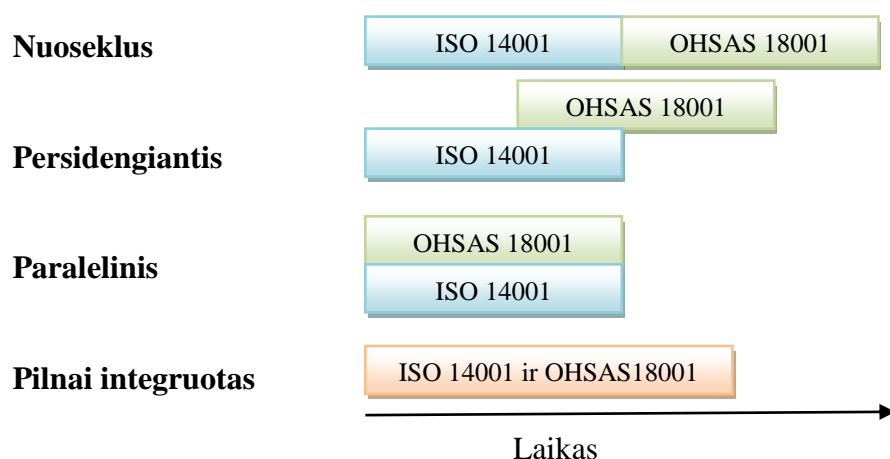 Nuoseklus
ISO 14001
OHSAS 18001
OHSAS 18001
Persidengiantis
ISO 14001
OHSAS 18001
Paralelinis
ISO 14001
Pilnai integruotas
ISO 14001 ir OHSAS18001
Laikas